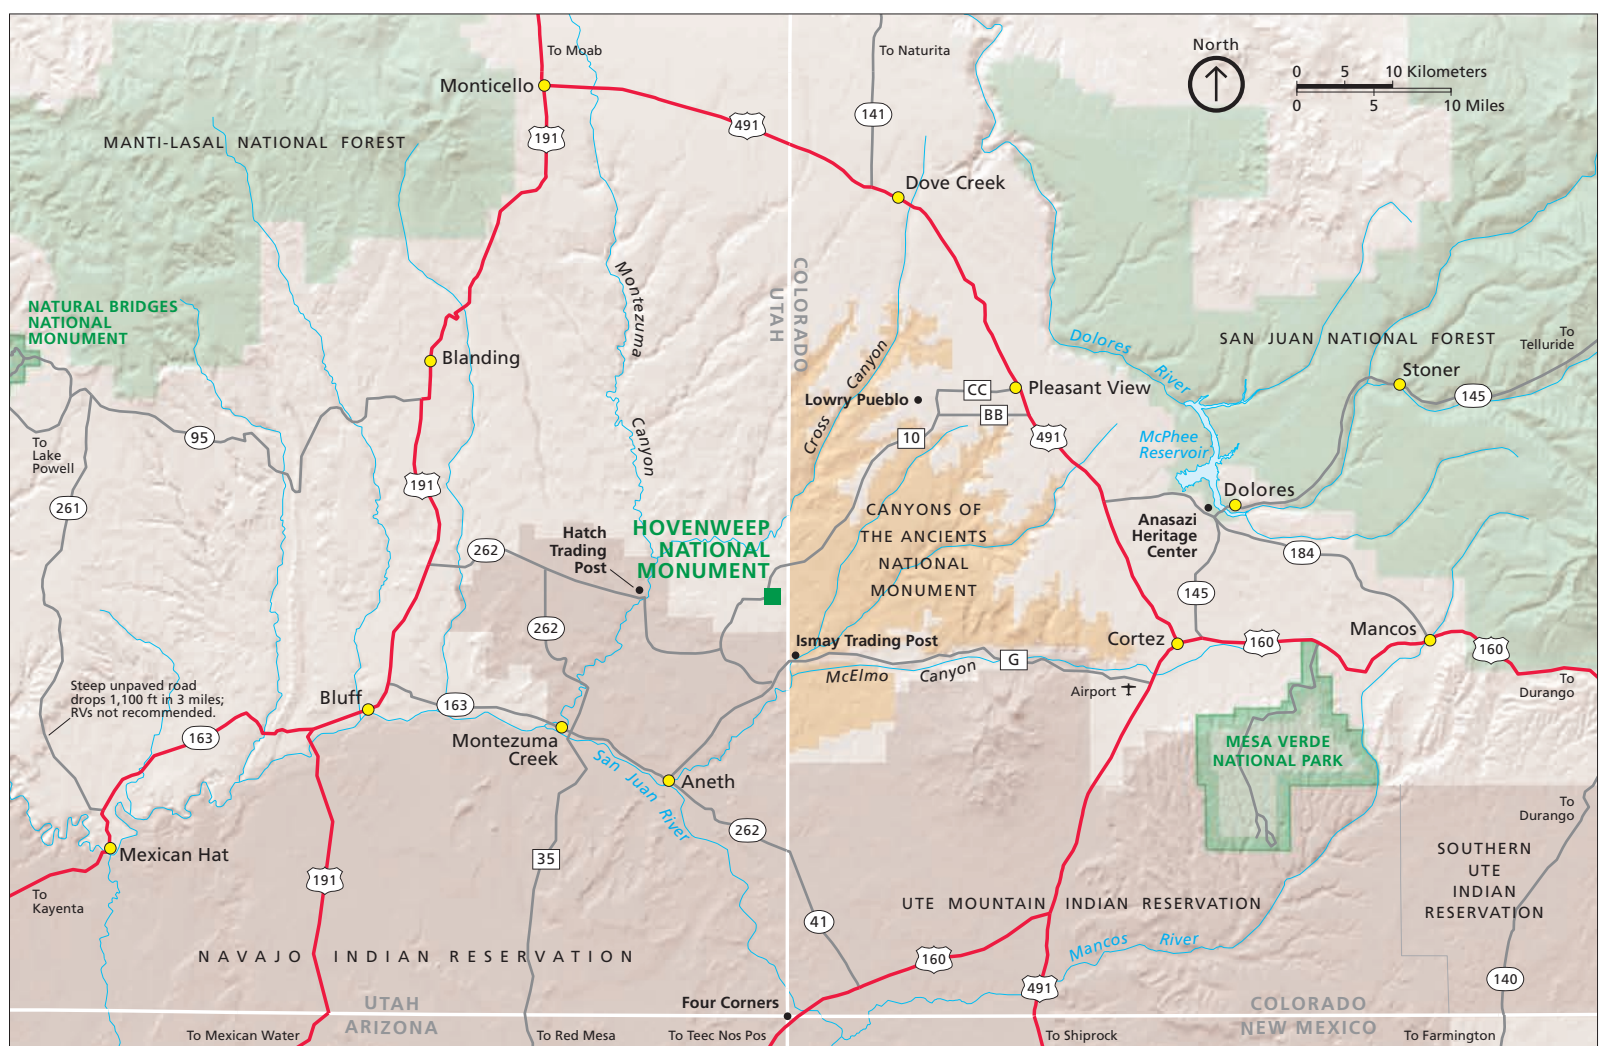 To Moab
To Naturita
North
0 5 10 Kilometers
0 5 10 Miles
Monticello
491
141
191
MANTI-LASAL NATIONAL FOREST
Dove Creek
Montezuma
Canyon
COLORADO
UTAH
NATURAL BRIDGES
NATIONAL
MONUMENT
Dolores
River
SAN JUAN NATIONAL FOREST
To
Telluride
Blanding
Cross Canyon
Stoner
145
Lowry Pueblo
CC
Pleasant View
BB
10
491
McPhee
Reservoir
To
Lake
Powell
95
191
261
Dolores
HOVENWEEP
NATIONAL
MONUMENT
Hatch
Trading
Post
262
CANYONS OF
THE ANCIENTS
NATIONAL
MONUMENT
Anasazi
Heritage
Center
184
145
262
Ismay Trading Post
Cortez
160
Mancos
160
McElmo Canyon
G
Airport
To
Durango
Steep unpaved road
drops 1,100 ft in 3 miles;
RVs not recommended.
Bluff
163
163
Montezuma
Creek
San Juan River
Aneth
MESA VERDE
NATIONAL PARK
To
Durango
262
Mexican Hat
35
191
To
Kayenta
SOUTHERN
UTE
INDIAN
RESERVATION
UTE MOUNTAIN INDIAN RESERVATION
41
Mancos River
160
NAVAJO INDIAN RESERVATION
491
140
UTAH
ARIZONA
Four Corners
COLORADO
NEW MEXICO
To Mexican Water
To Red Mesa
To Teec Nos Pos
To Shiprock
To Farmington